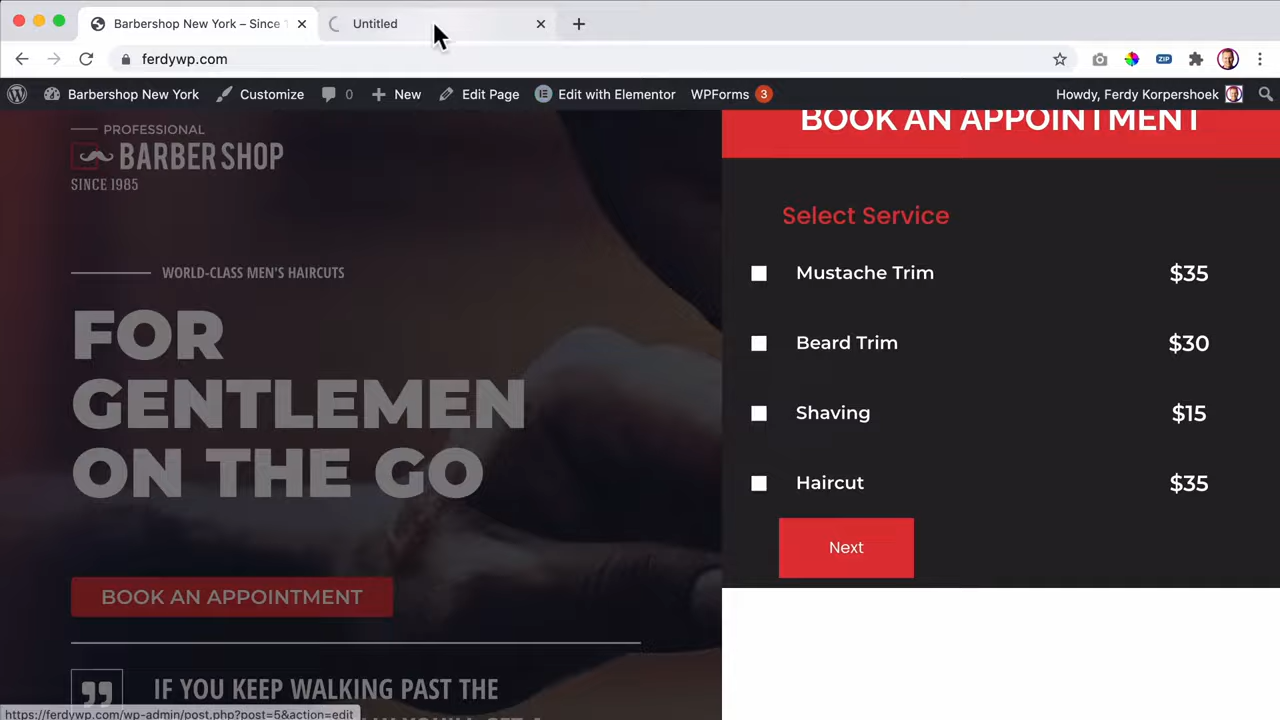 Barbershop New York – Since
Untitled
ferdywp.com
Barbershop New York
Customize
0
New
Edit Page
Edit with Elementor
WPForms 3
Howdy, Ferdy Korpershoek
ZIP
PROFESSIONAL
BARBER SHOP
SINCE 1985
WORLD-CLASS MEN'S HAIRCUTS
FOR
GENTLEMEN
ON THE GO
BOOK AN APPOINTMENT
IF YOU KEEP WALKING PAST THE
BOOK AN APPOINTMENT
Select Service
Mustache Trim $35
Beard Trim $30
Shaving $15
Haircut $35
Next
https://ferdywp.com/wp-admin/post.php?post=5&action=edit